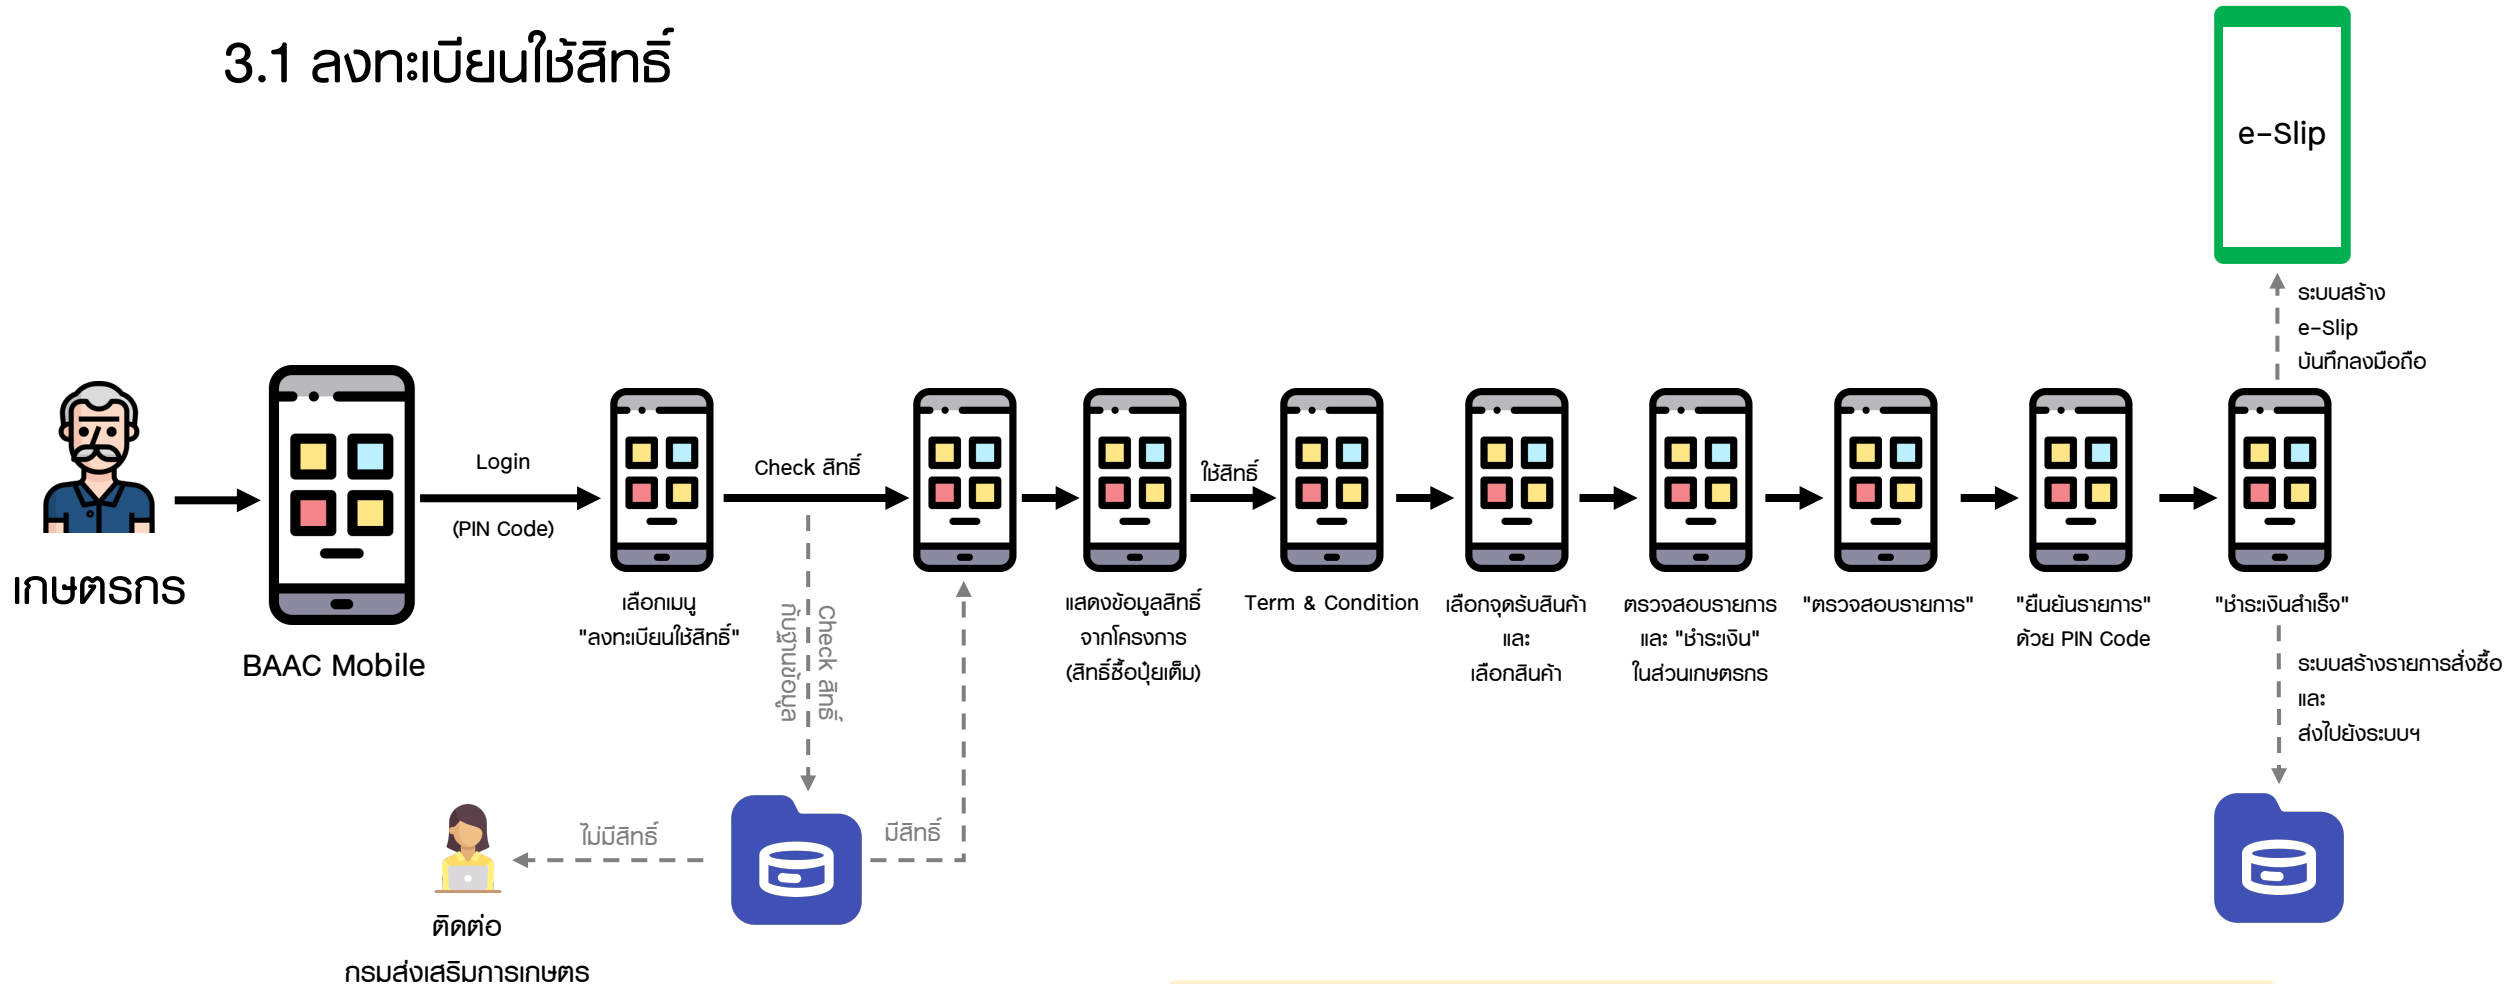 3.1 ลงทะเบียนใช้สิทธิ์
e-Slip
ระบบสร้าง
e-Slip
บันทึกลงมือถือ
เกษตรกร
BAAC Mobile
Login
(PIN Code)
เลือกเมนู
"ลงทะเบียนใช้สิทธิ์"
Check สิทธิ์
Check สิทธิ์
กับฐานข้อมูล
ไม่มีสิทธิ์
มีสิทธิ์
ติดต่อ
กรมส่งเสริมการเกษตร
แสดงข้อมูลสิทธิ์
จากโครงการ
(สิทธิ์ซื้อปุ๋ยเต็ม)
ใช้สิทธิ์
Term & Condition
เลือกจุดรับสินค้า
และ
เลือกสินค้า
ตรวจสอบรายการ
และ "ชำระเงิน"
ในส่วนเกษตรกร
"ตรวจสอบรายการ"
"ยืนยันรายการ"
ด้วย PIN Code
"ชำระเงินสำเร็จ"
ระบบสร้างรายการสั่งซื้อ
และ
ส่งไปยังระบบฯ